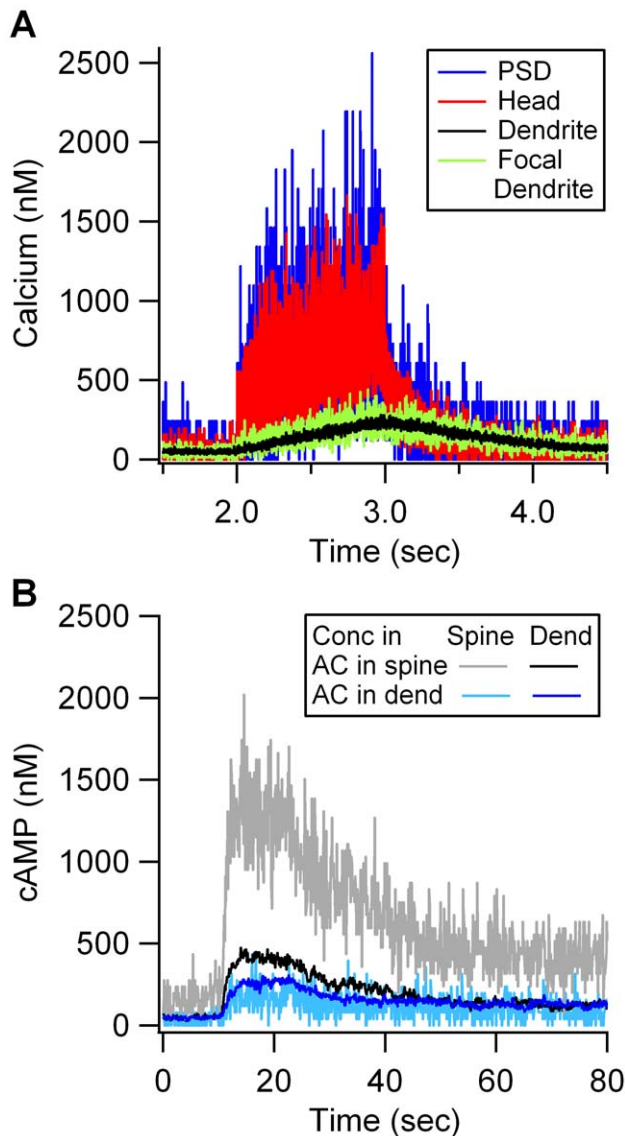 A
2500
2000
1500
1000
500
0
Calcium (nM)
PSD
Head
Dendrite
Focal
Dendrite
2.0 3.0 4.0
Time (sec)
B
2500
2000
1500
1000
500
0
cAMP (nM)
Conc in Spine Dend
AC in spine
AC in dend
0 20 40 60 80
Time (sec)